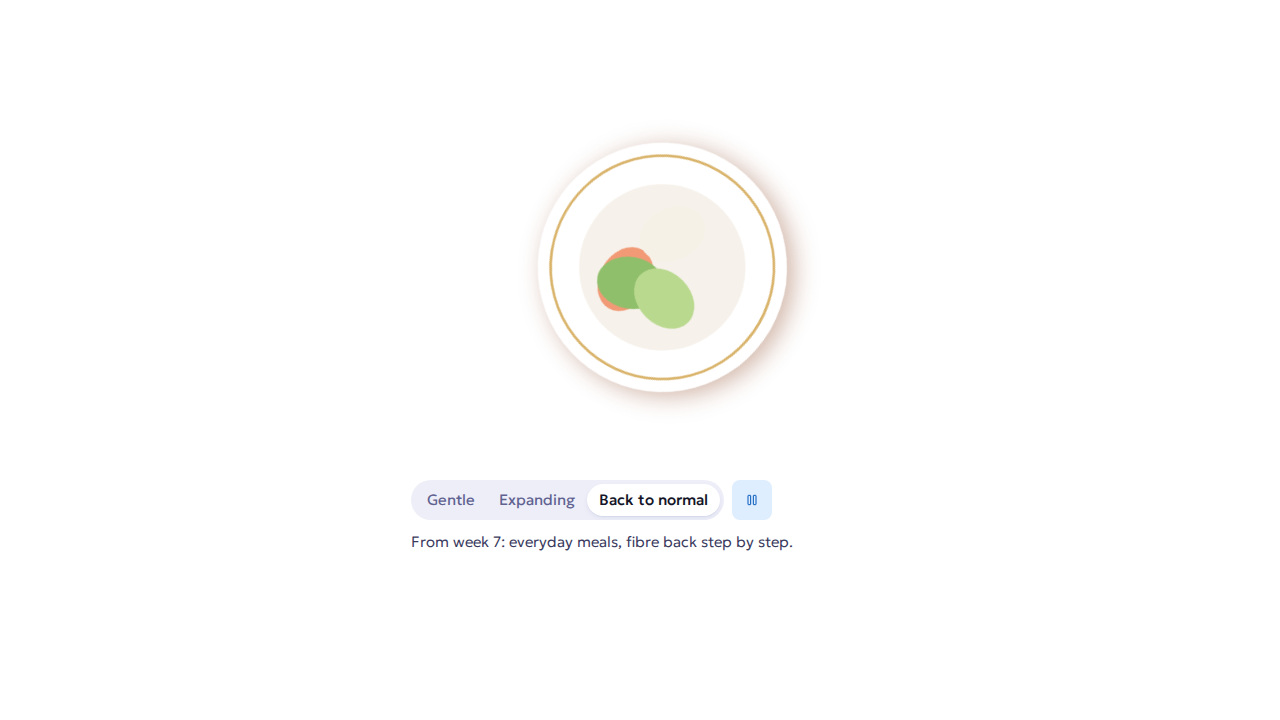 Gentle Expanding Back to normal
From week 7: everyday meals, fibre back step by step.